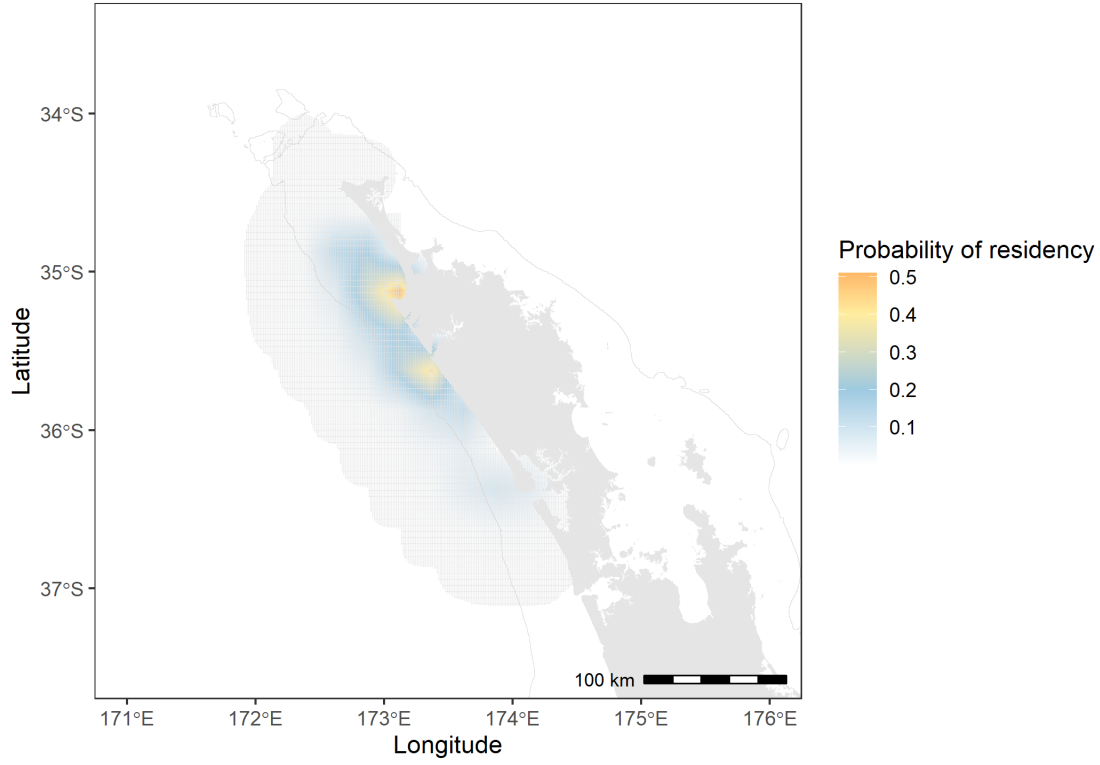 34°S
35°S
36°S
37°S
Latitude
171°E 172°E 173°E 174°E 175°E 176°E
Longitude
100 km
Probability of residency
0.5
0.4
0.3
0.2
0.1